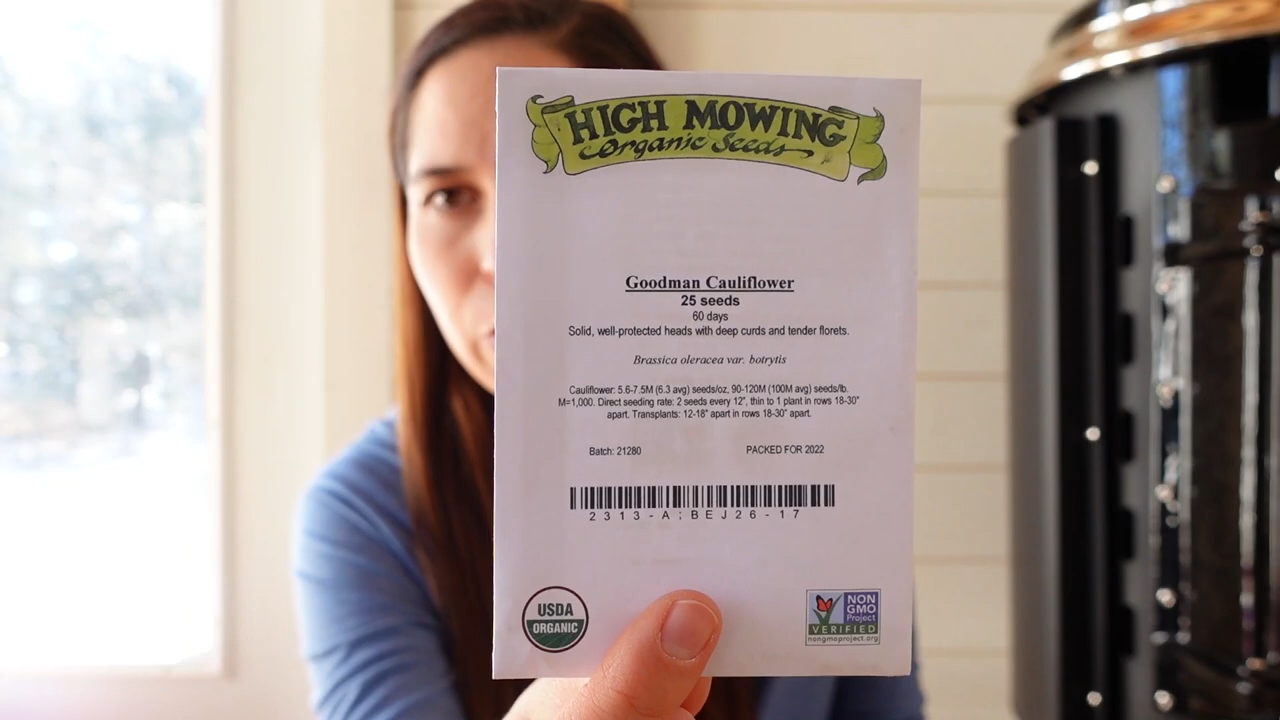 HIGH MOWING
Organic Seeds
Goodman Cauliflower
25 seeds
60 days
Solid, well-protected heads with deep curds and tender florets.
Brassica oleracea var. botrytis
Cauliflower: 5.6-7.5M (6.3 avg) seeds/oz, 90-120M (100M avg) seeds/lb.
M=1,000. Direct seeding rate: 2 seeds every 12", thin to 1 plant in rows 18-30"
apart. Transplants: 12-18" apart in rows 18-30" apart.
Batch: 21280 PACKED FOR 2022
2313-A;BEJ26-17
USDA
ORGANIC
NON
GMO
Project
VERIFIED
nongmoproject.org